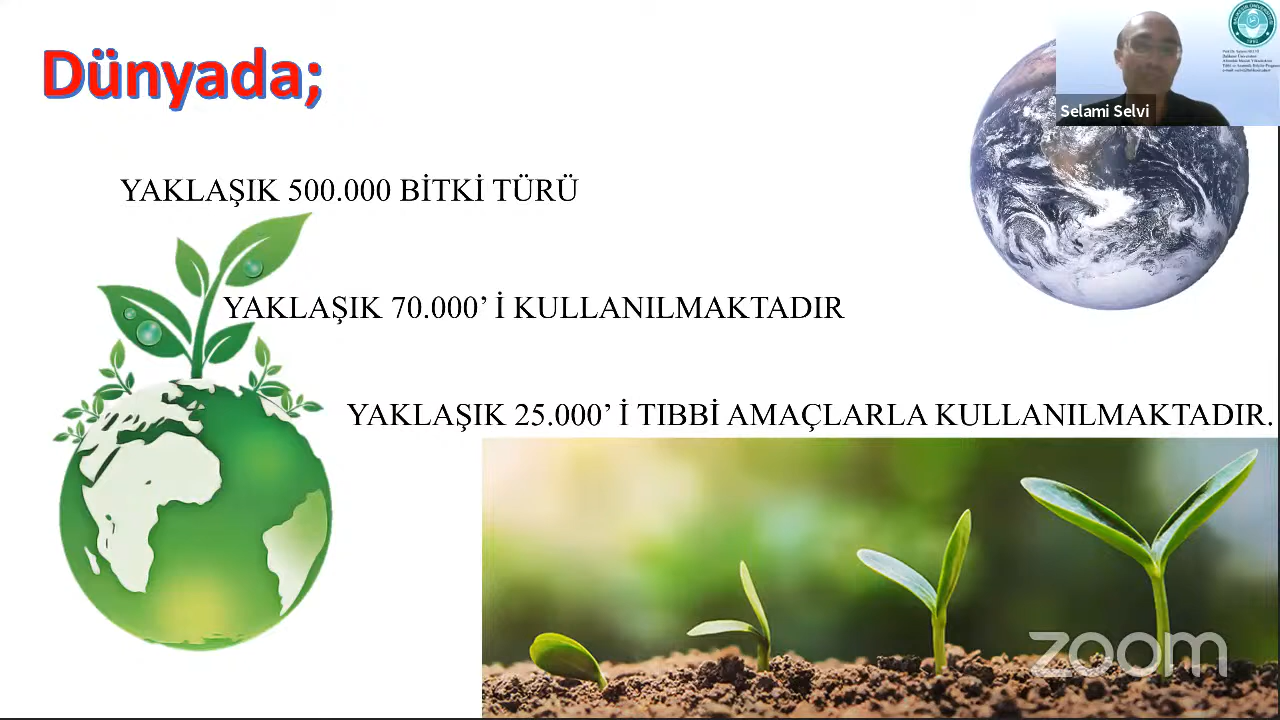 Dünyada;
Selami Selvi
YAKLAŞIK 500.000 BİTKİ TÜRÜ
YAKLAŞIK 70.000’ İ KULLANILMAKTADIR
YAKLAŞIK 25.000’ İ TIBBİ AMAÇLARLA KULLANILMAKTADIR.
zoom